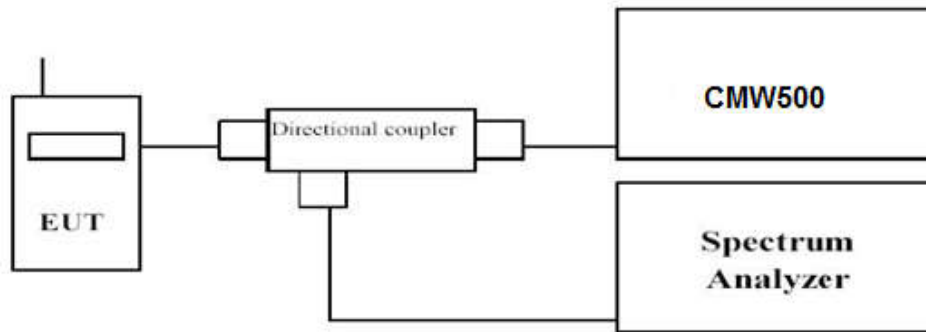 CMW500
Directional coupler
EUT
Spectrum
Analyzer